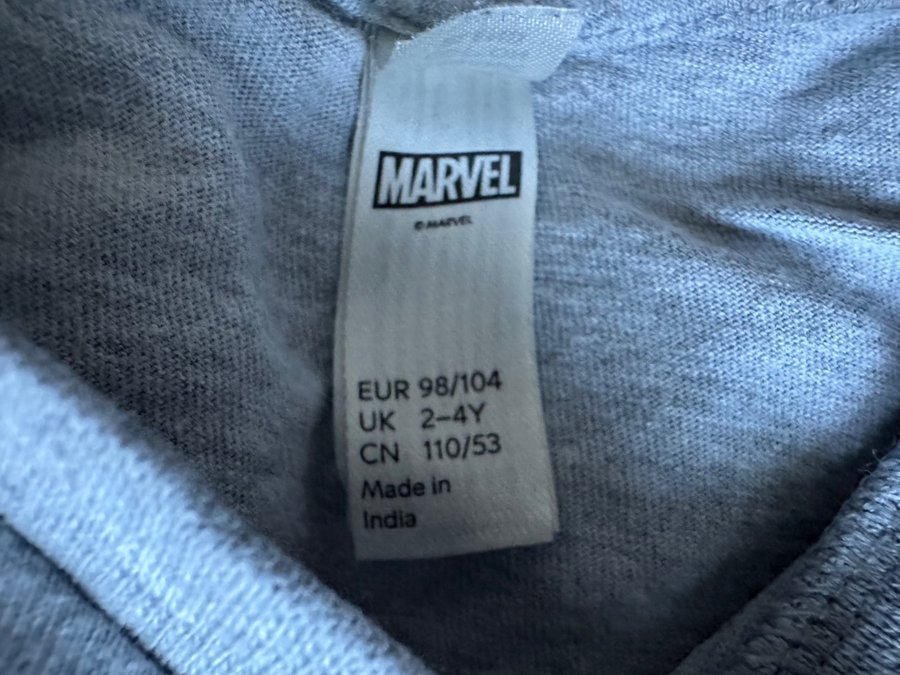 MARVEL
© MARVEL
EUR 98/104
UK 2–4Y
CN 110/53
Made in
India